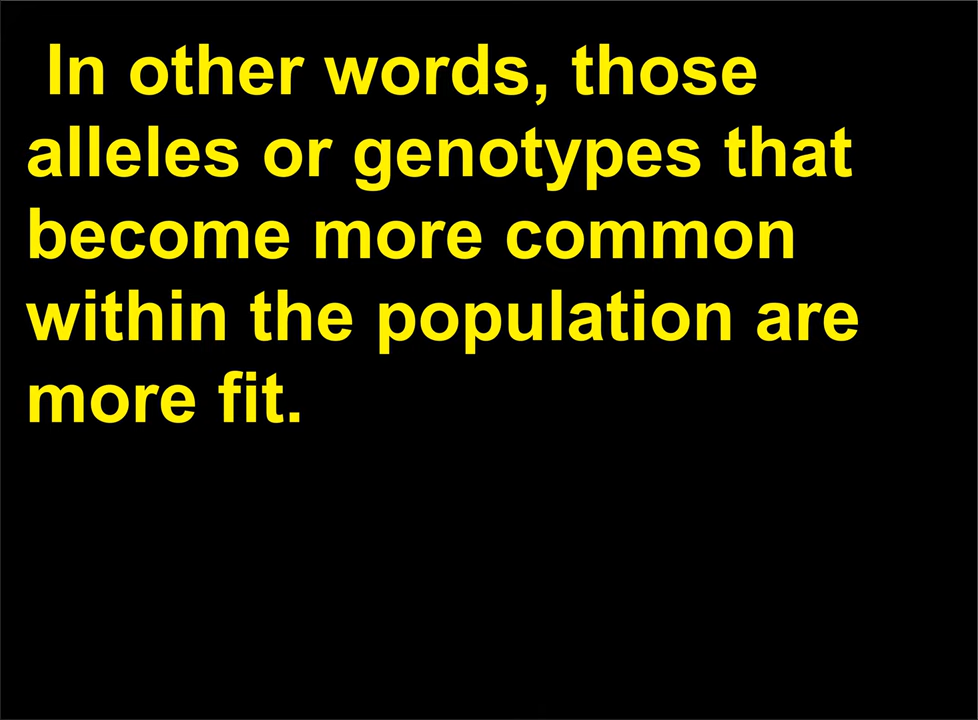 In other words, those
alleles or genotypes that
become more common
within the population are
more fit.